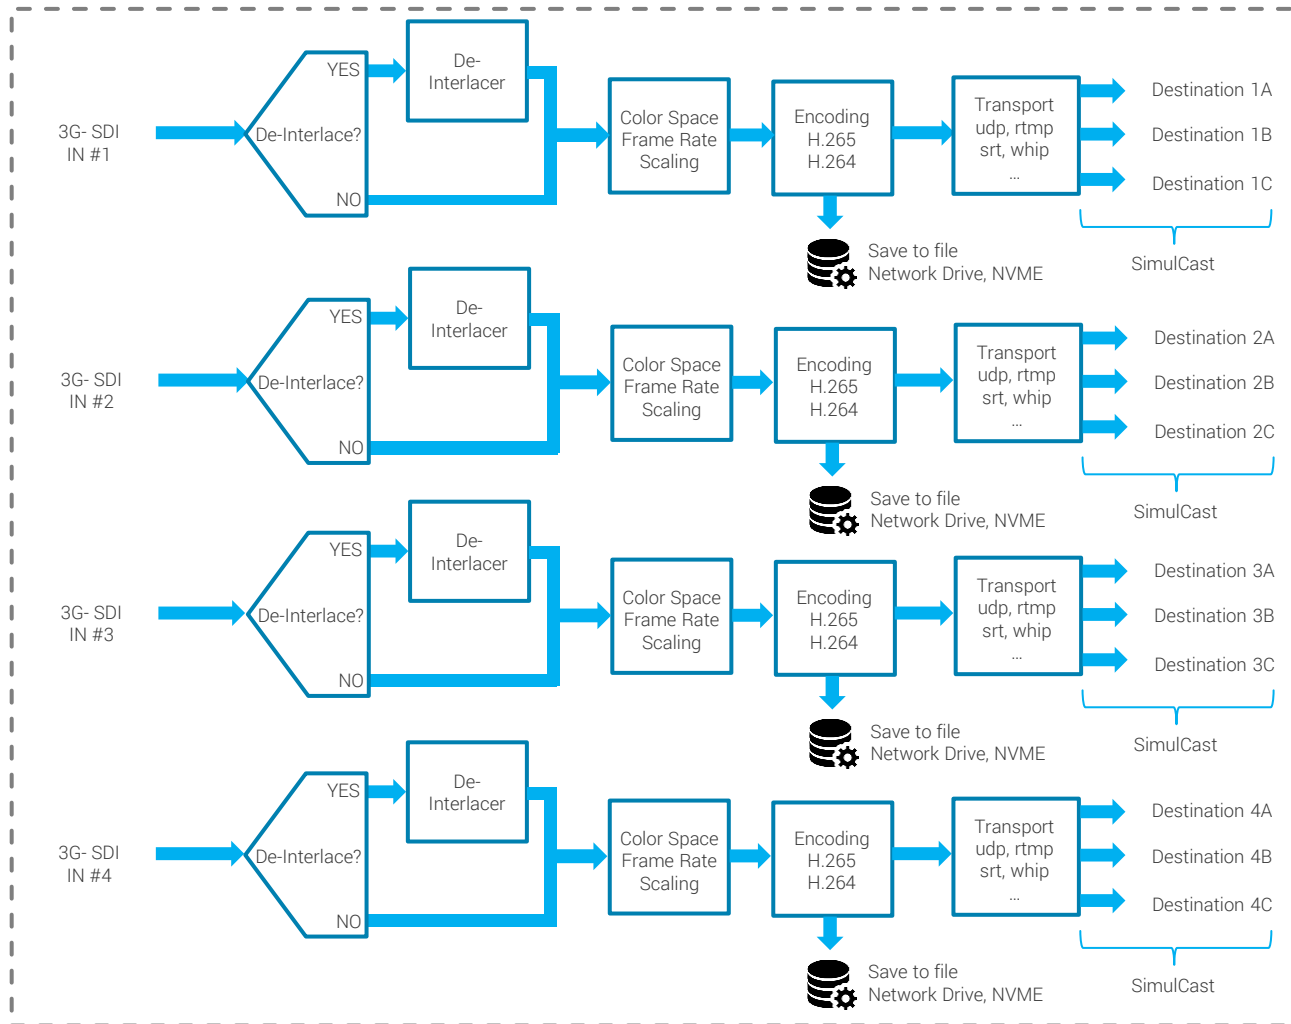 3G- SDI
IN #1
De-Interlace?
YES
NO
De-
Interlacer
Color Space
Frame Rate
Scaling
Encoding
H.265
H.264
Transport
udp, rtmp
srt, whip
...
Destination 1A
Destination 1B
Destination 1C
SimulCast
Save to file
Network Drive, NVME
3G- SDI
IN #2
De-Interlace?
YES
NO
De-
Interlacer
Color Space
Frame Rate
Scaling
Encoding
H.265
H.264
Transport
udp, rtmp
srt, whip
...
Destination 2A
Destination 2B
Destination 2C
SimulCast
Save to file
Network Drive, NVME
3G- SDI
IN #3
De-Interlace?
YES
NO
De-
Interlacer
Color Space
Frame Rate
Scaling
Encoding
H.265
H.264
Transport
udp, rtmp
srt, whip
...
Destination 3A
Destination 3B
Destination 3C
SimulCast
Save to file
Network Drive, NVME
3G- SDI
IN #4
De-Interlace?
YES
NO
De-
Interlacer
Color Space
Frame Rate
Scaling
Encoding
H.265
H.264
Transport
udp, rtmp
srt, whip
...
Destination 4A
Destination 4B
Destination 4C
SimulCast
Save to file
Network Drive, NVME